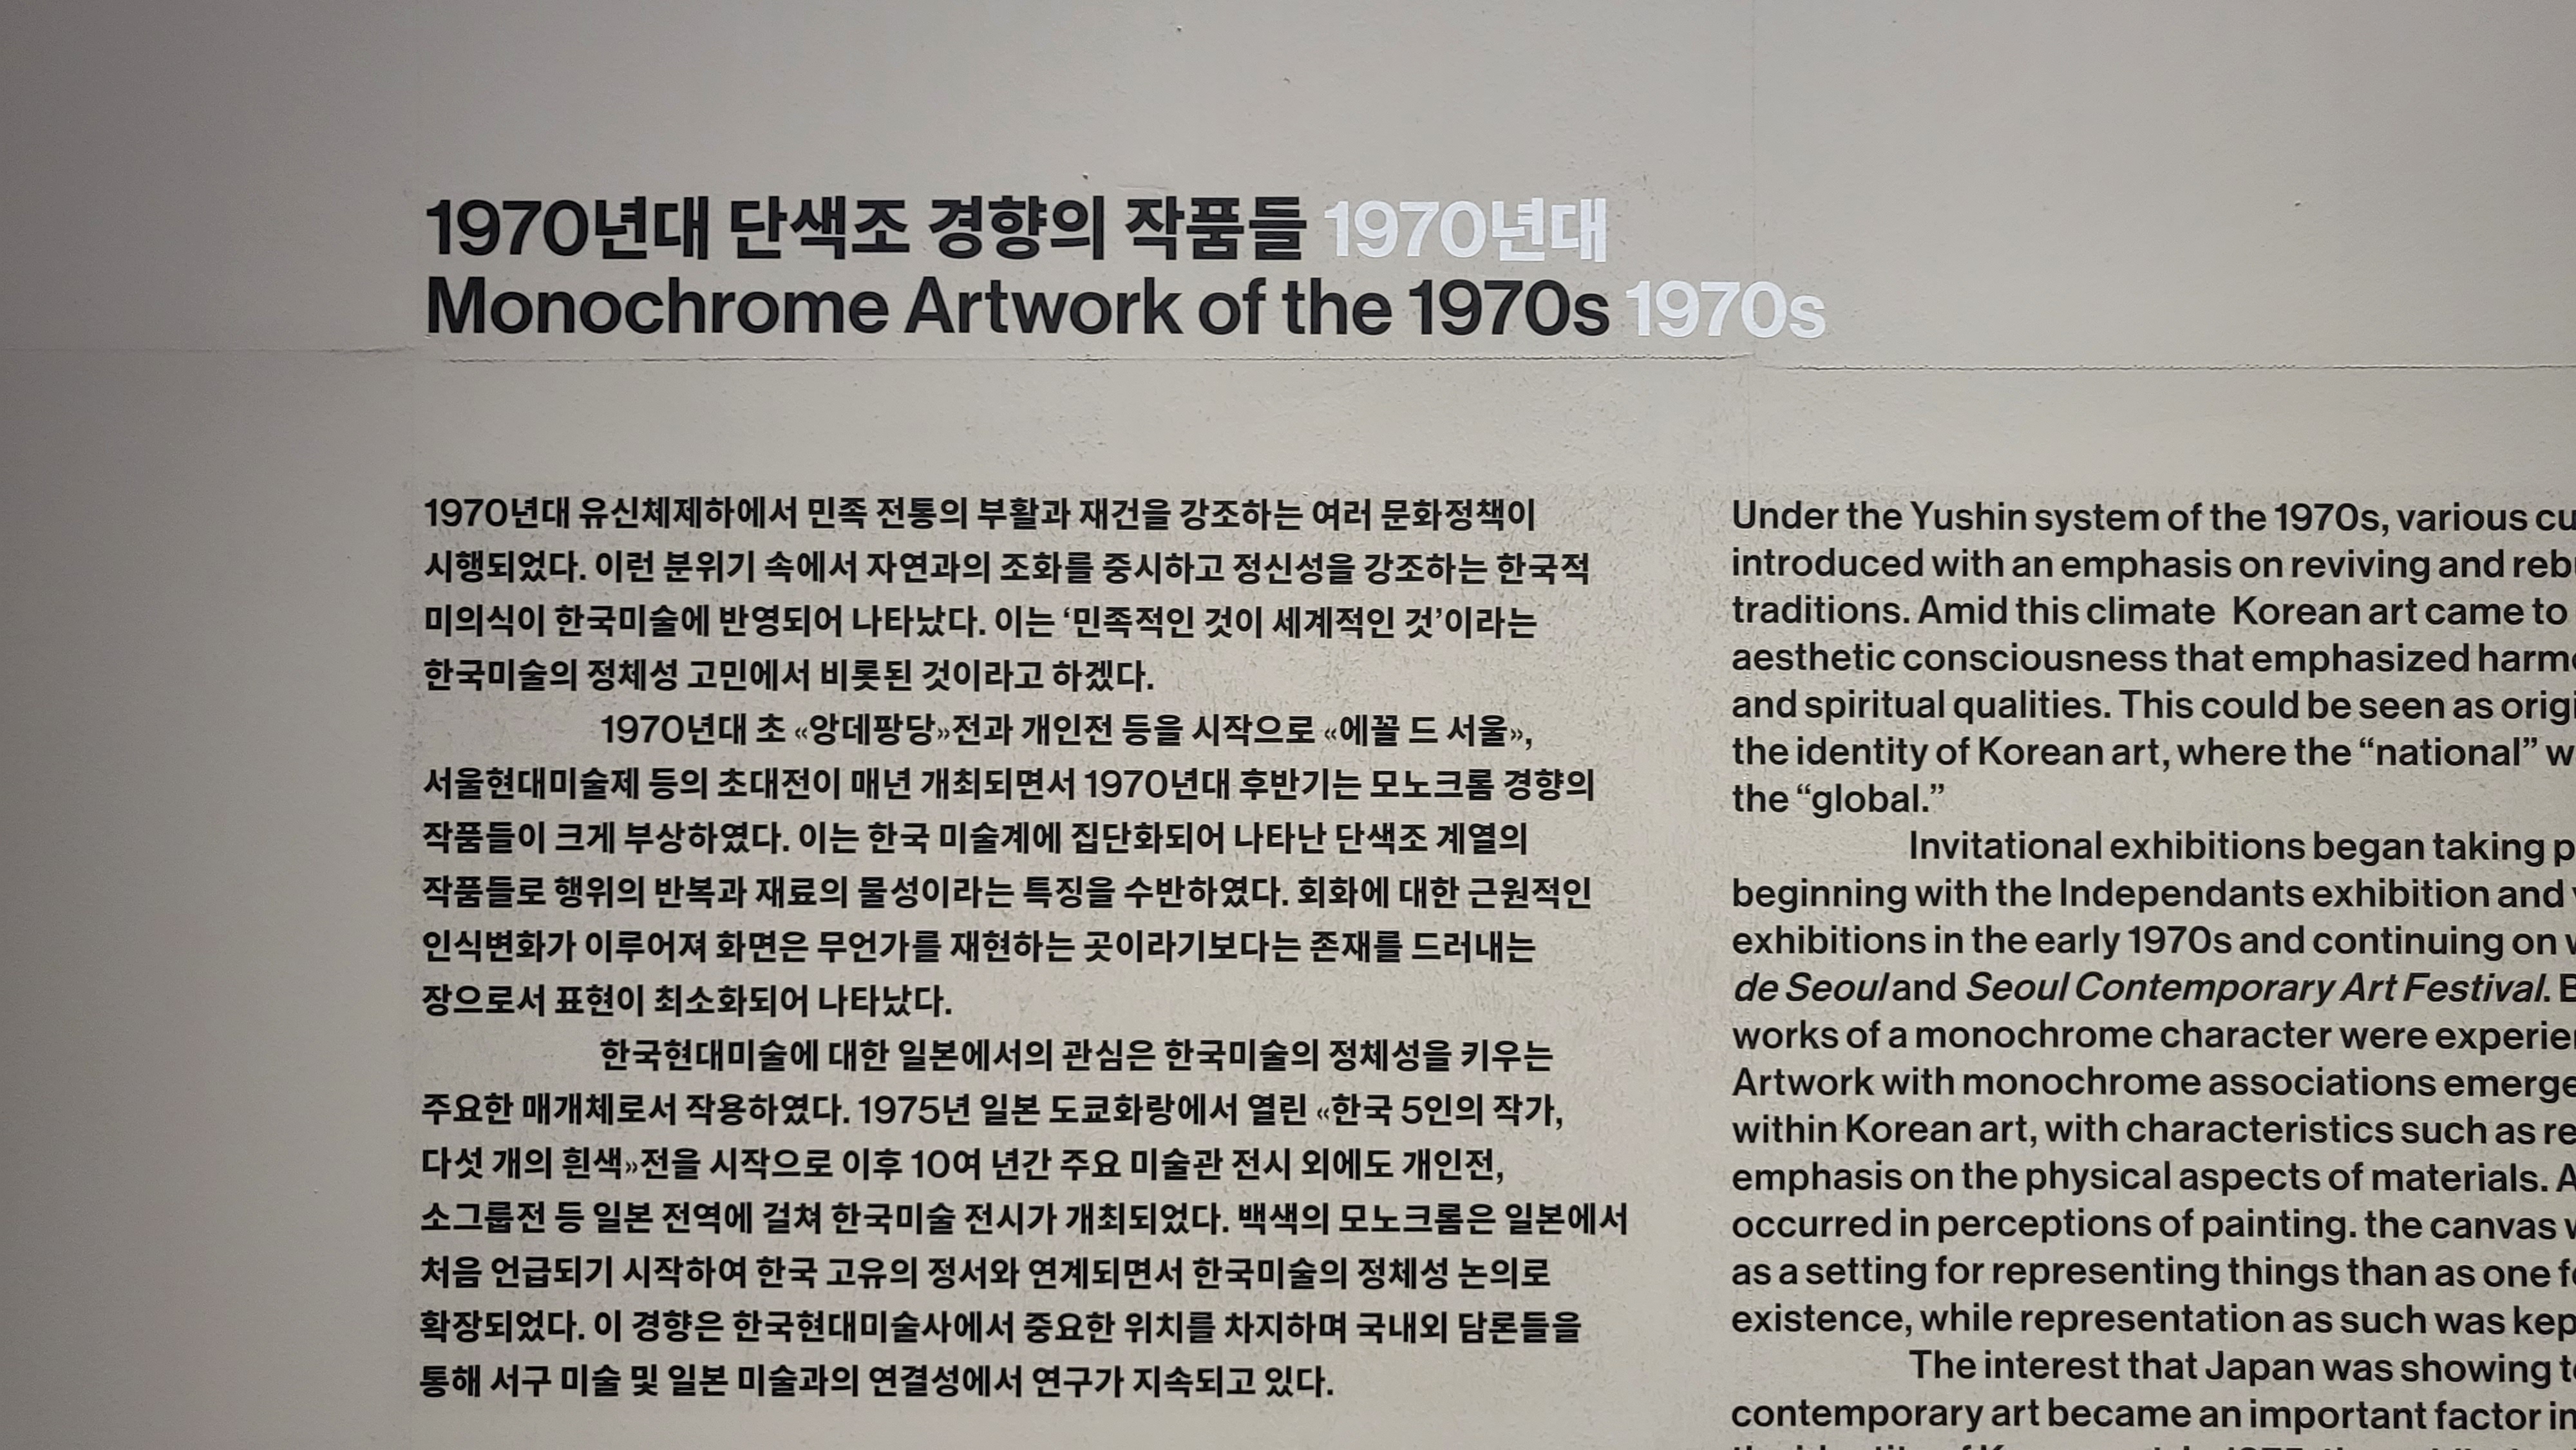 1970년대 단색조 경향의 작품들 1970년대
Monochrome Artwork of the 1970s 1970s
1970년대 유신체제하에서 민족 전통의 부활과 재건을 강조하는 여러 문화정책이
시행되었다. 이런 분위기 속에서 자연과의 조화를 중시하고 정신성을 강조하는 한국적
미의식이 한국미술에 반영되어 나타났다. 이는 ‘민족적인 것이 세계적인 것’이라는
한국미술의 정체성 고민에서 비롯된 것이라고 하겠다.
1970년대 초 «앙데팡당»전과 개인전 등을 시작으로 «에꼴 드 서울»,
서울현대미술제 등의 초대전이 매년 개최되면서 1970년대 후반기는 모노크롬 경향의
작품들이 크게 부상하였다. 이는 한국 미술계에 집단화되어 나타난 단색조 계열의
작품들로 행위의 반복과 재료의 물성이라는 특징을 수반하였다. 회화에 대한 근원적인
인식변화가 이루어져 화면은 무언가를 재현하는 곳이라기보다는 존재를 드러내는
장으로서 표현이 최소화되어 나타났다.
한국현대미술에 대한 일본에서의 관심은 한국미술의 정체성을 키우는
주요한 매개체로서 작용하였다. 1975년 일본 도쿄화랑에서 열린 «한국 5인의 작가,
다섯 개의 흰색»전을 시작으로 이후 10여 년간 주요 미술관 전시 외에도 개인전,
소그룹전 등 일본 전역에 걸쳐 한국미술 전시가 개최되었다. 백색의 모노크롬은 일본에서
처음 언급되기 시작하여 한국 고유의 정서와 연계되면서 한국미술의 정체성 논의로
확장되었다. 이 경향은 한국현대미술사에서 중요한 위치를 차지하며 국내외 담론들을
통해 서구 미술 및 일본 미술과의 연결성에서 연구가 지속되고 있다.
Under the Yushin system of the 1970s, various
introduced with an emphasis on reviving and
traditions. Amid this climate Korean art came to
aesthetic consciousness that emphasized
and spiritual qualities. This could be seen as
the identity of Korean art, where the “national”
the “global.”
Invitational exhibitions began taking
beginning with the Independants exhibition and
exhibitions in the early 1970s and continuing on
de Seoul and Seoul Contemporary Art Festival.
works of a monochrome character were
Artwork with monochrome associations
within Korean art, with characteristics such as
emphasis on the physical aspects of materials.
occurred in perceptions of painting. the canvas
as a setting for representing things than as one
existence, while representation as such was
The interest that Japan was showing
contemporary art became an important factor in